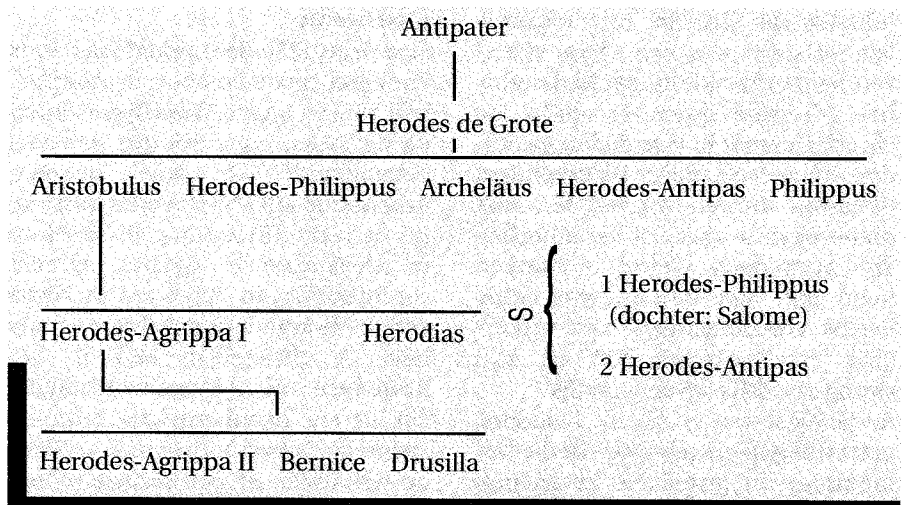 Antipater
Herodes de Grote
Aristobulus Herodes-Philippus Archeläus Herodes-Antipas Philippus
1 Herodes-Philippus
(dochter: Salome)
Herodes-Agrippa I Herodias
2 Herodes-Antipas
Herodes-Agrippa II Bernice Drusilla